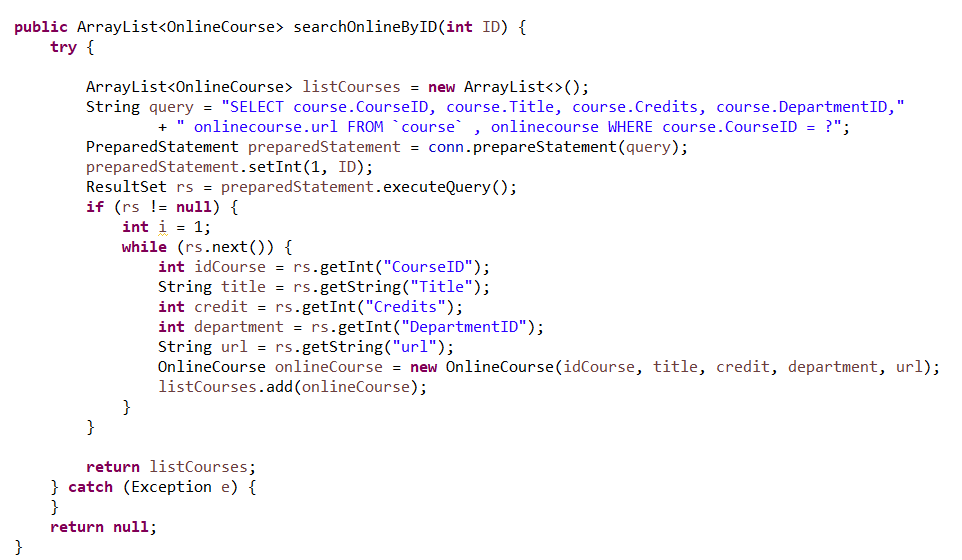 public ArrayList<OnlineCourse> searchOnlineByID(int ID) {
    try {

        ArrayList<OnlineCourse> listCourses = new ArrayList<>();
        String query = "SELECT course.CourseID, course.Title, course.Credits, course.DepartmentID,"
                + " onlinecourse.url FROM `course` , onlinecourse WHERE course.CourseID = ?";
        PreparedStatement preparedStatement = conn.prepareStatement(query);
        preparedStatement.setInt(1, ID);
        ResultSet rs = preparedStatement.executeQuery();
        if (rs != null) {
            int i = 1;
            while (rs.next()) {
                int idCourse = rs.getInt("CourseID");
                String title = rs.getString("Title");
                int credit = rs.getInt("Credits");
                int department = rs.getInt("DepartmentID");
                String url = rs.getString("url");
                OnlineCourse onlineCourse = new OnlineCourse(idCourse, title, credit, department, url);
                listCourses.add(onlineCourse);
            }
        }

        return listCourses;
    } catch (Exception e) {
    }
    return null;
}